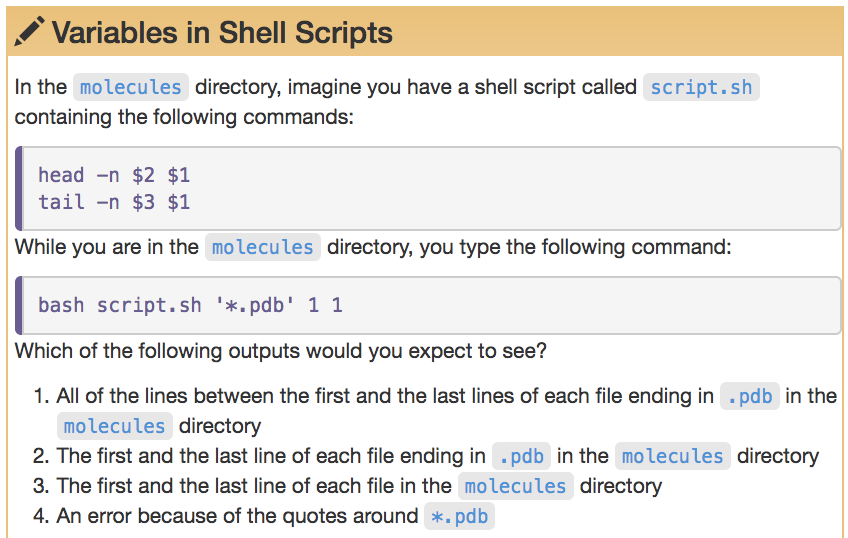 Variables in Shell Scripts
In the molecules directory, imagine you have a shell script called script.sh
containing the following commands:
head -n $2 $1
tail -n $3 $1
While you are in the molecules directory, you type the following command:
bash script.sh '*.pdb' 1 1
Which of the following outputs would you expect to see?
1. All of the lines between the first and the last lines of each file ending in .pdb in the
molecules directory
2. The first and the last line of each file ending in .pdb in the molecules directory
3. The first and the last line of each file in the molecules directory
4. An error because of the quotes around *.pdb